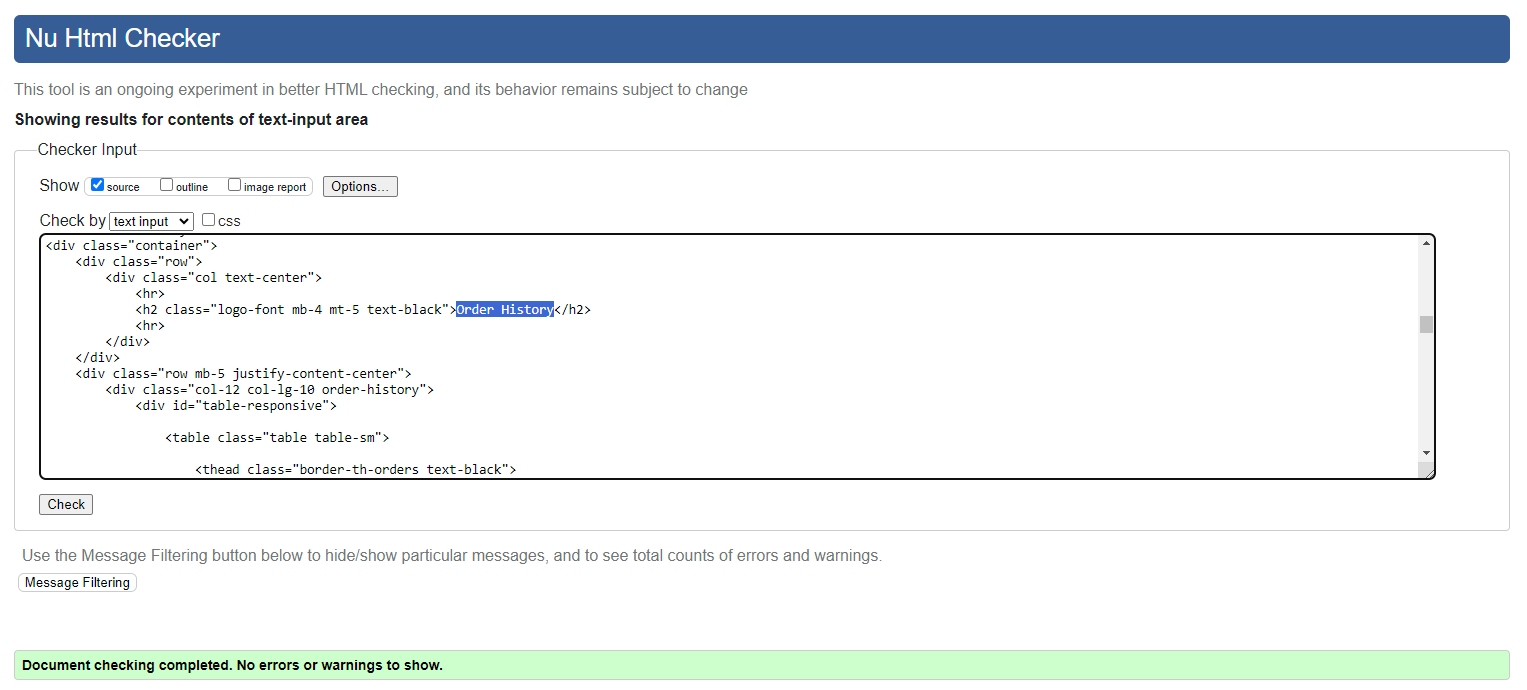 Nu Html Checker
This tool is an ongoing experiment in better HTML checking, and its behavior remains subject to change
Showing results for contents of text-input area
Checker Input
Show source outline image report Options...
Check by text input css
<div class="container">
<div class="row">
<div class="col text-center">
<hr>
<h2 class="logo-font mb-4 mt-5 text-black">Order History</h2>
<hr>
</div>
</div>
<div class="row mb-5 justify-content-center">
<div class="col-12 col-lg-10 order-history">
<div id="table-responsive">
<table class="table table-sm">
<thead class="border-th-orders text-black">
Check
Use the Message Filtering button below to hide/show particular messages, and to see total counts of errors and warnings.
Message Filtering
Document checking completed. No errors or warnings to show.